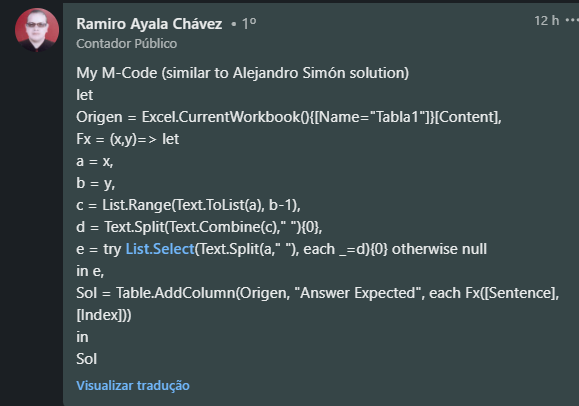 Ramiro Ayala Chávez • 1º
12 h •••
Contador Público
My M-Code (similar to Alejandro Simón solution)
let
Origen = Excel.CurrentWorkbook(){[Name="Tabla1"]}[Content],
Fx = (x,y)=> let
a = x,
b = y,
c = List.Range(Text.ToList(a), b-1),
d = Text.Split(Text.Combine(c)," "){0},
e = try List.Select(Text.Split(a," "), each _=d){0} otherwise null
in e,
Sol = Table.AddColumn(Origen, "Answer Expected", each Fx([Sentence],
[Index]))
in
Sol
Visualizar tradução